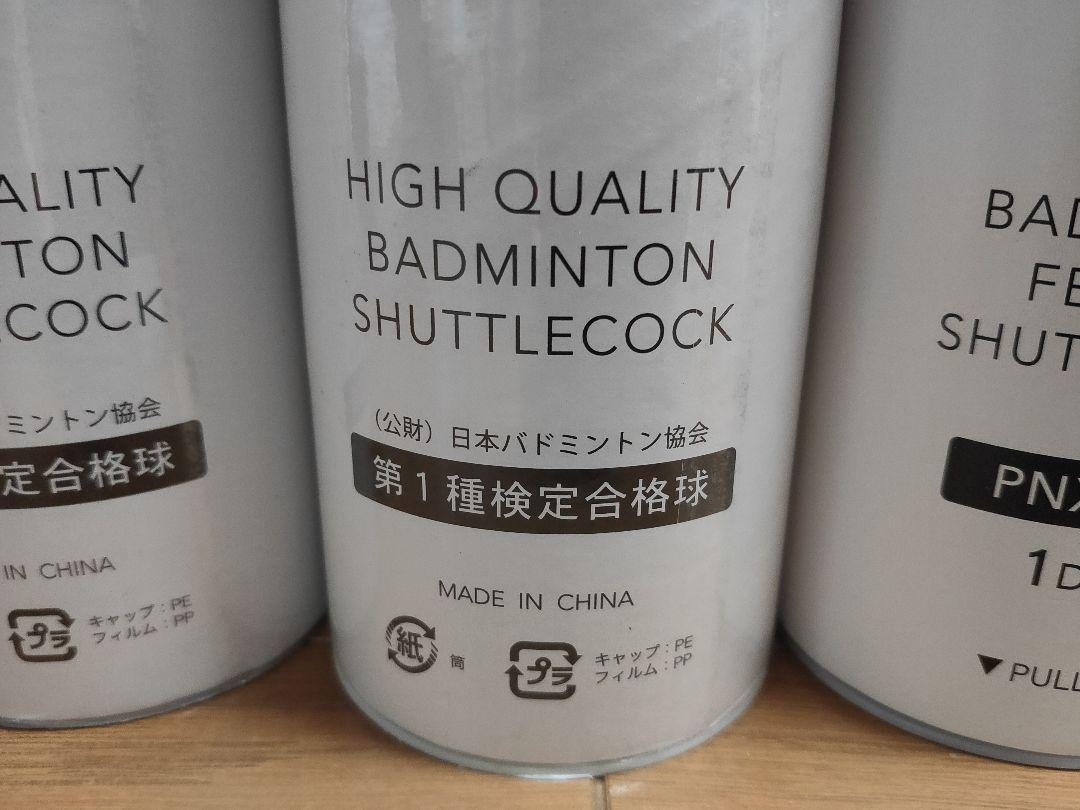 ALITY
TON
COCK
ミントン協会
定合格球
IN CHINA
プラ
キャップ：PE
フィルム：PP
HIGH QUALITY
BADMINTON
SHUTTLECOCK
（公財）日本バドミントン協会
第1種検定合格球
MADE IN CHINA
紙
筒
プラ
キャップ：PE
フィルム：PP
BAD
FE
SHUT
PNX
1D
▼PULL